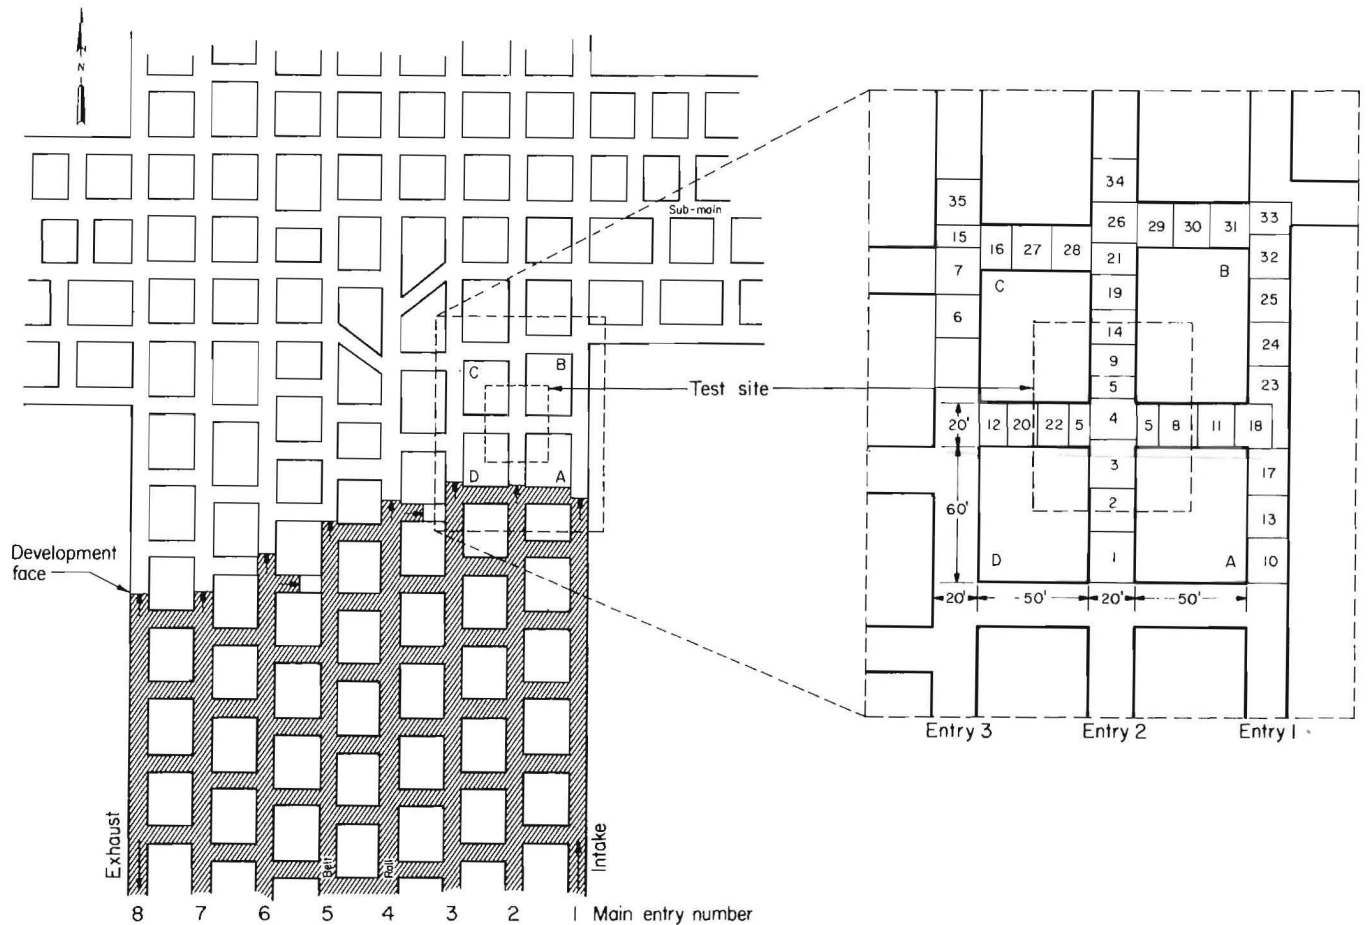 N
Sub-main
C
B
D
A
Test site
Development
face
Exhaust
Belt
Rail
Intake
8 7 6 5 4 3 2 1 Main entry number
34
35 26 29 30 31 33
15 16 27 28 21 32
7 C 19 B 25
6 14 24
9
5 23
20' 12 20 22 5 4 5 8 11 18
3 17
60' 2 13
D 1 A 10
20' 50' 20' 50'
Entry 3 Entry 2 Entry 1